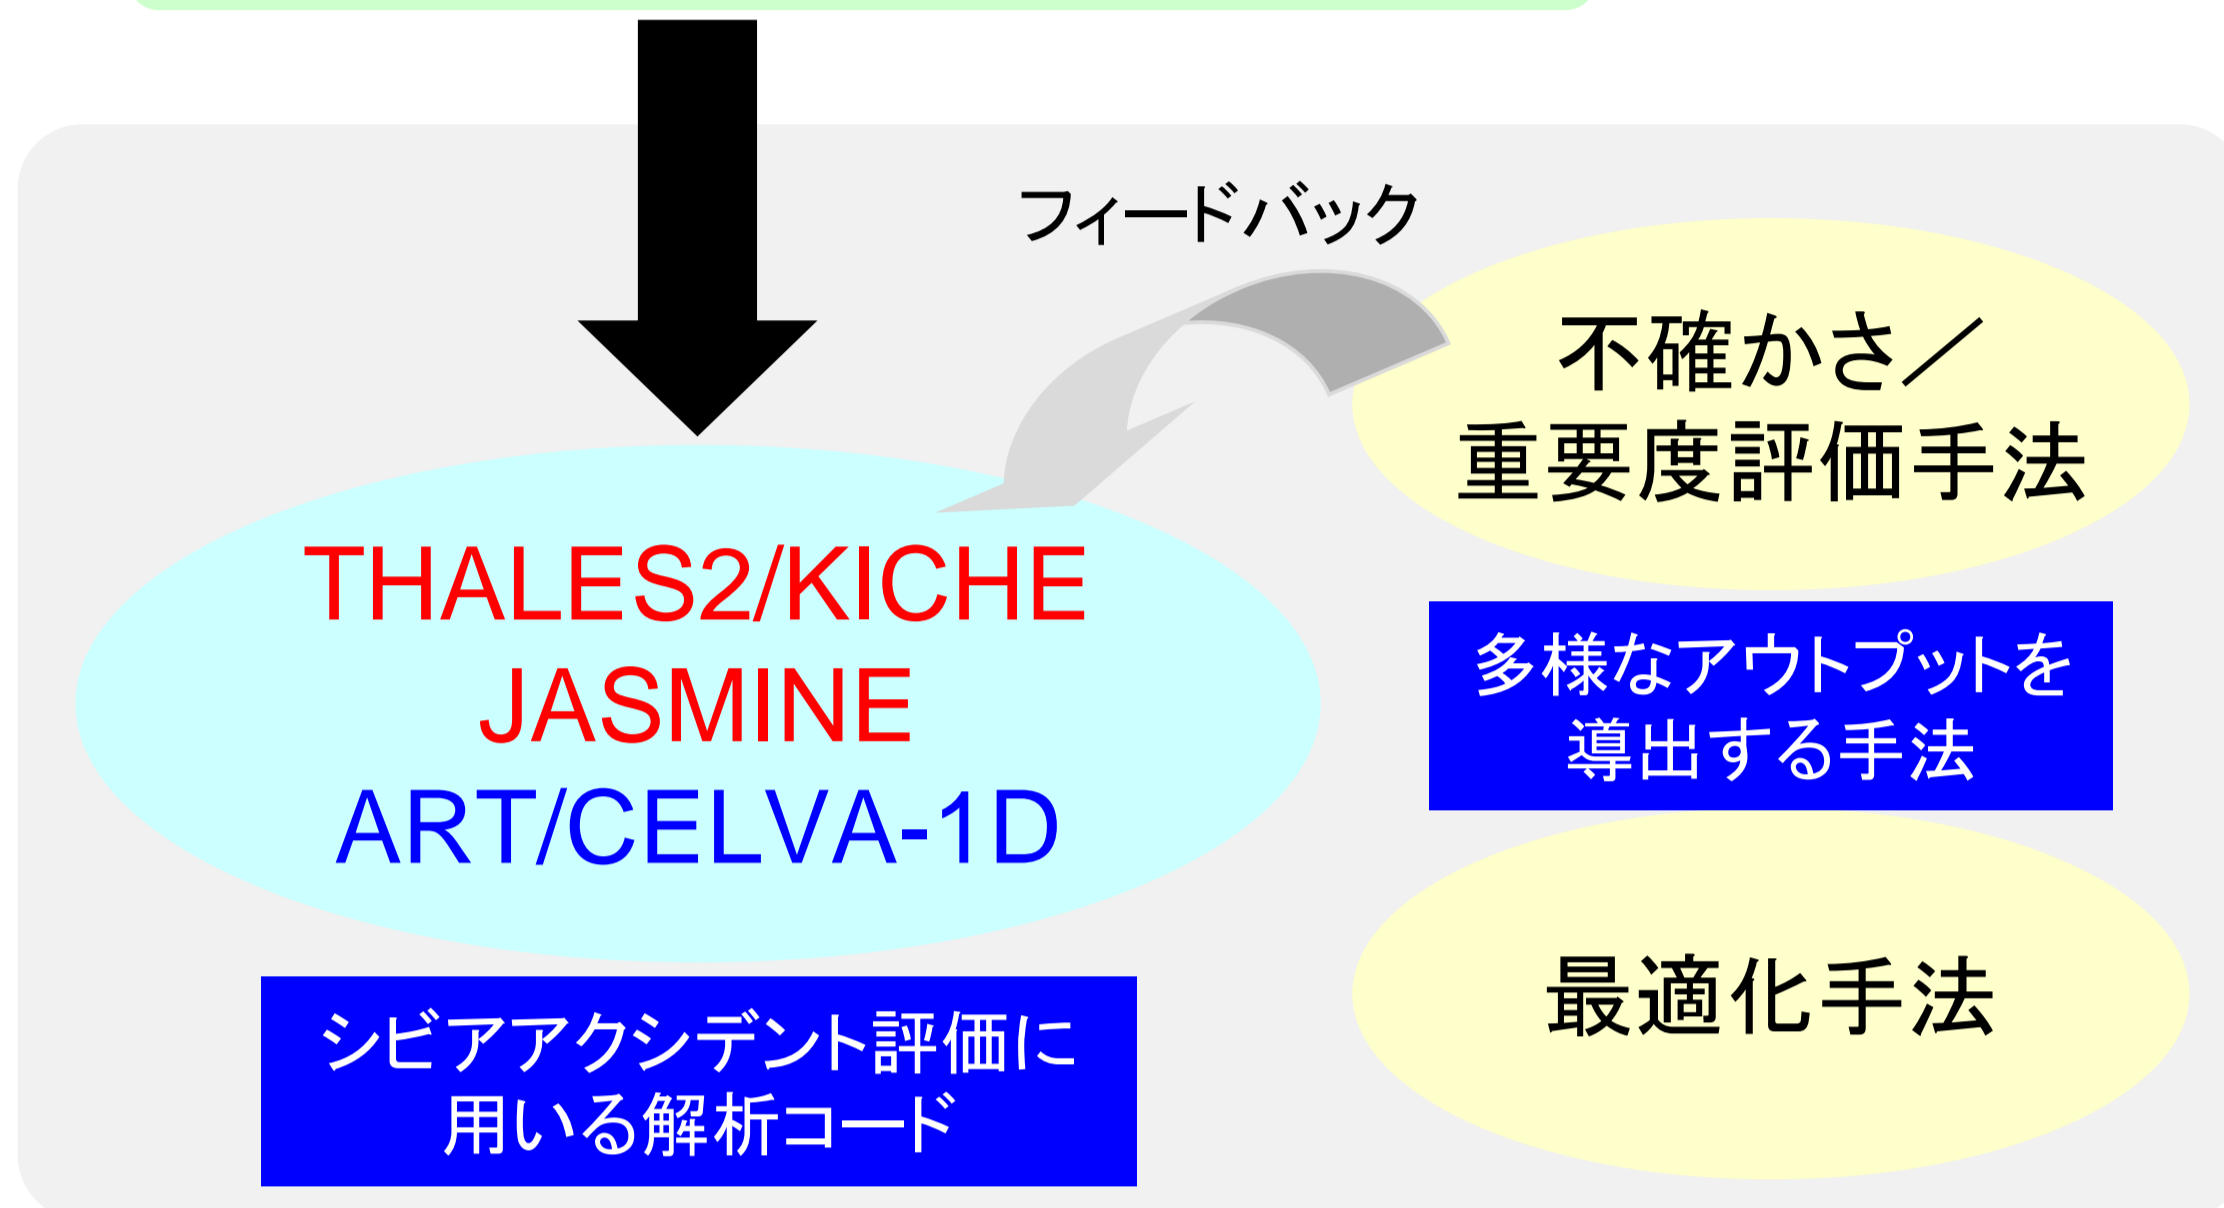 フィードバック
不確かさ／
重要度評価手法
THALES2/KICHE
JASMINE
ART/CELVA-1D
多様なアウトプットを
導出する手法
シビアアクシデント評価に
用いる解析コード
最適化手法